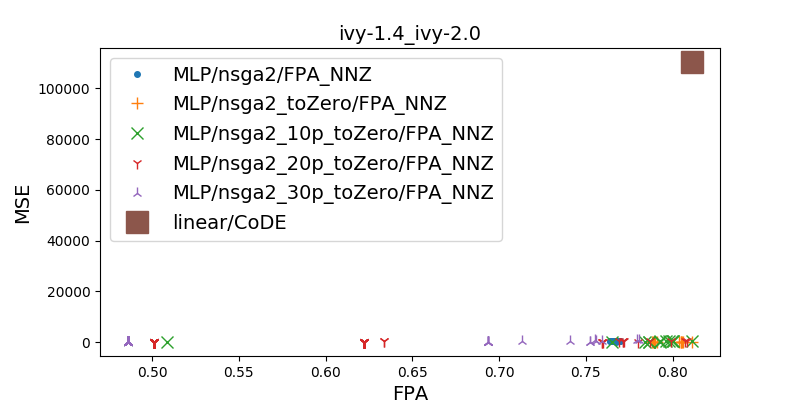 ivy-1.4_ivy-2.0
MLP/nsga2/FPA_NNZ
MLP/nsga2_toZero/FPA_NNZ
MLP/nsga2_10p_toZero/FPA_NNZ
MLP/nsga2_20p_toZero/FPA_NNZ
MLP/nsga2_30p_toZero/FPA_NNZ
linear/CoDE
MSE
100000
80000
60000
40000
20000
0
0.50 0.55 0.60 0.65 0.70 0.75 0.80
FPA